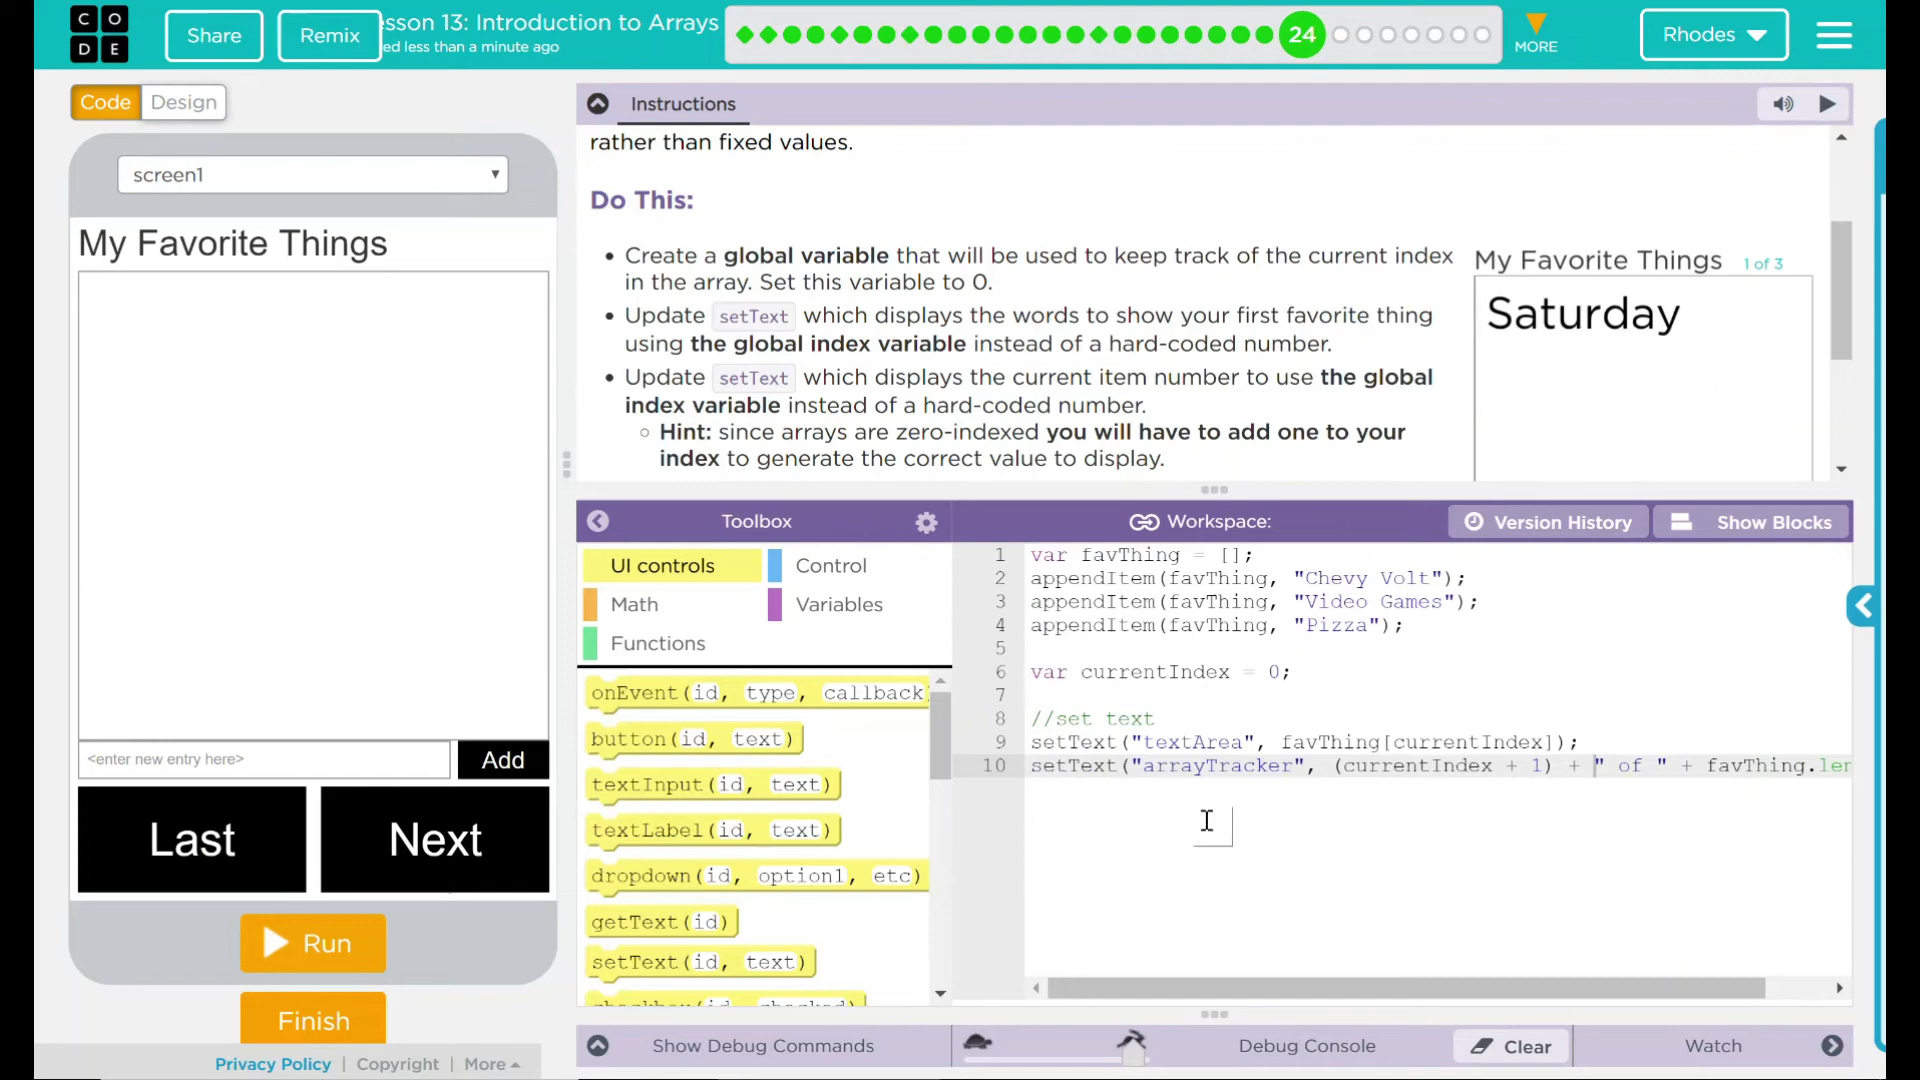 CO
DE
Share
Remix
esson 13: Introduction to Arrays
ed less than a minute ago
24
MORE
Rhodes
Code
Design
screen1
My Favorite Things
<enter new entry here>
Add
Last
Next
Run
Finish
Privacy Policy | Copyright | More
Instructions
rather than fixed values.
Do This:
Create a global variable that will be used to keep track of the current index
in the array. Set this variable to 0.
Update setText which displays the words to show your first favorite thing
using the global index variable instead of a hard-coded number.
Update setText which displays the current item number to use the global
index variable instead of a hard-coded number.
Hint: since arrays are zero-indexed you will have to add one to your
index to generate the correct value to display.
My Favorite Things 1 of 3
Saturday
Toolbox
UI controls
Control
Math
Variables
Functions
onEvent(id, type, callback)
button(id, text)
textInput(id, text)
textLabel(id, text)
dropdown(id, option1, etc)
getText(id)
setText(id, text)
Workspace:
Version History
Show Blocks
1 var favThing = [];
2 appendItem(favThing, "Chevy Volt");
3 appendItem(favThing, "Video Games");
4 appendItem(favThing, "Pizza");
5
6 var currentIndex = 0;
7
8 //set text
9 setText("textArea", favThing[currentIndex]);
10 setText("arrayTracker", (currentIndex + 1) + " of " + favThing.len
Show Debug Commands
Debug Console
Clear
Watch